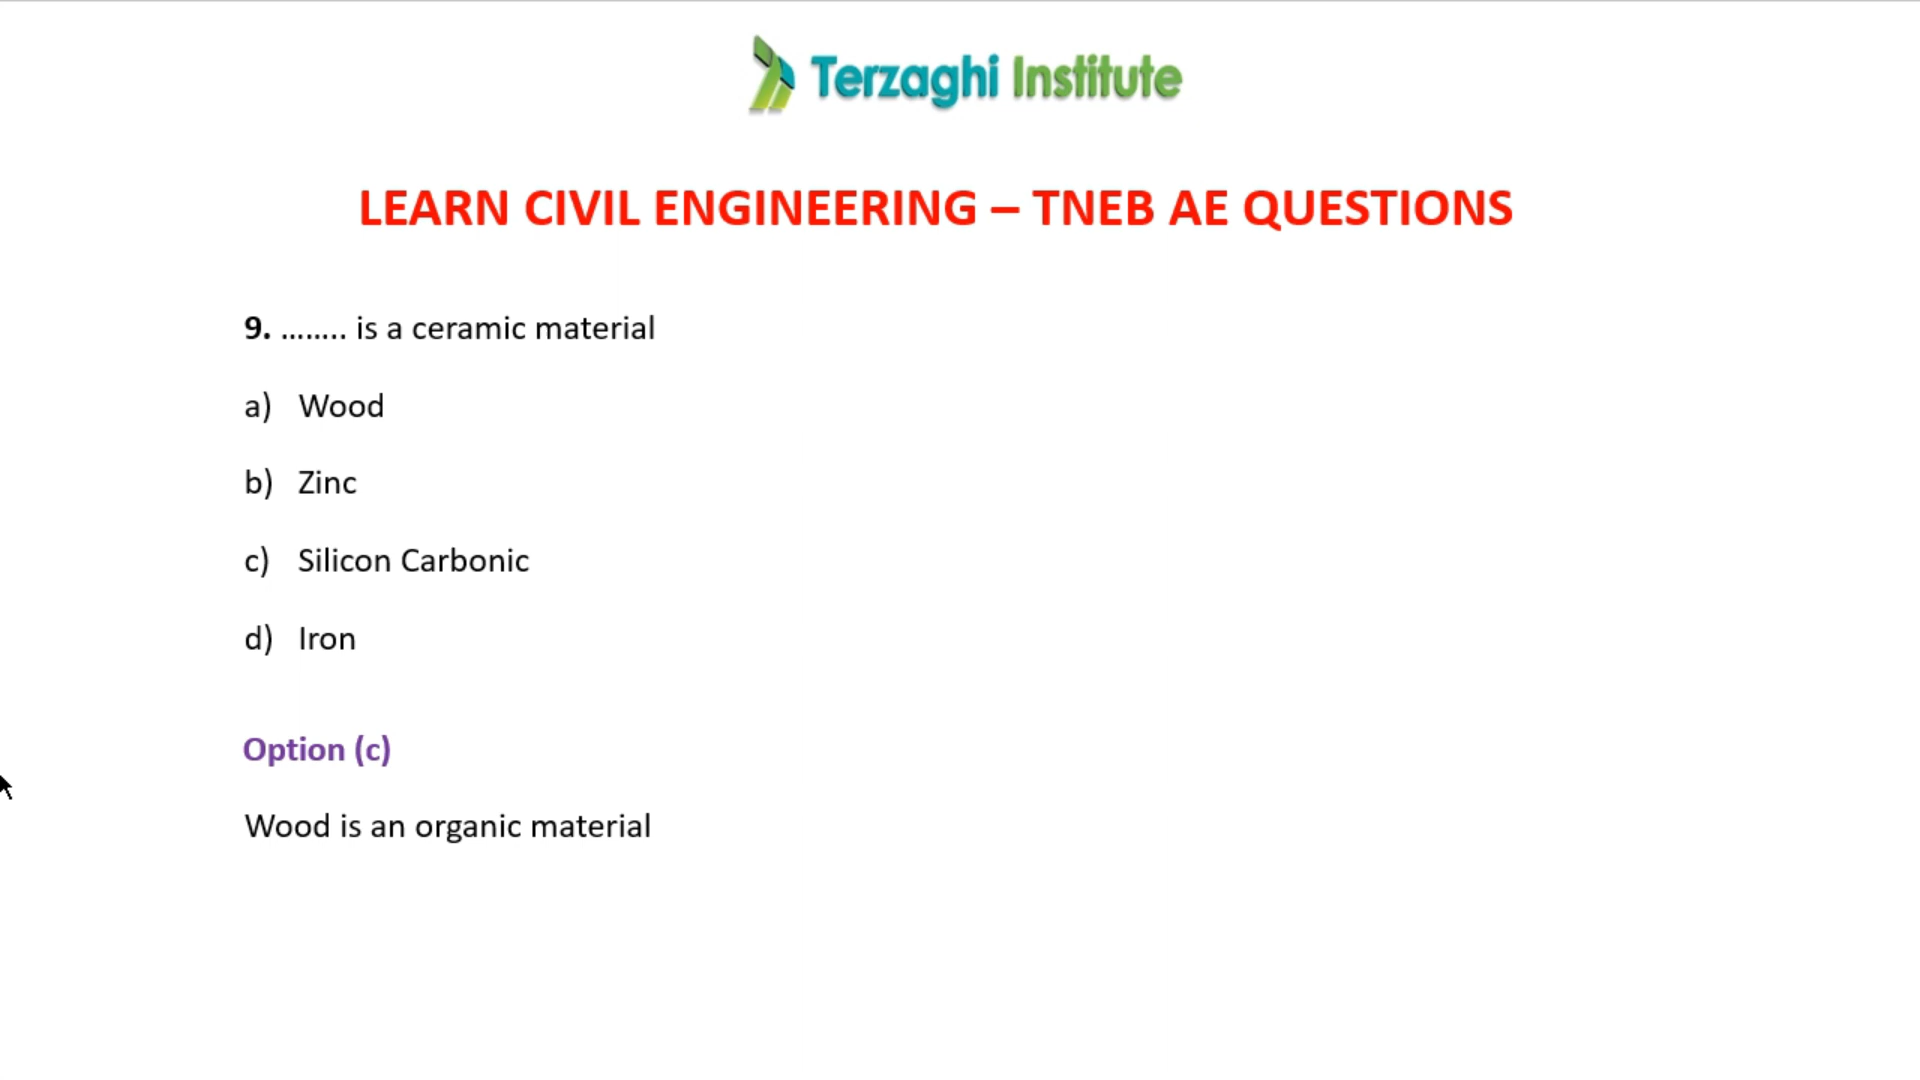 Terzaghi Institute
LEARN CIVIL ENGINEERING – TNEB AE QUESTIONS
9. …….. is a ceramic material
a) Wood
b) Zinc
c) Silicon Carbonic
d) Iron
Option (c)
Wood is an organic material